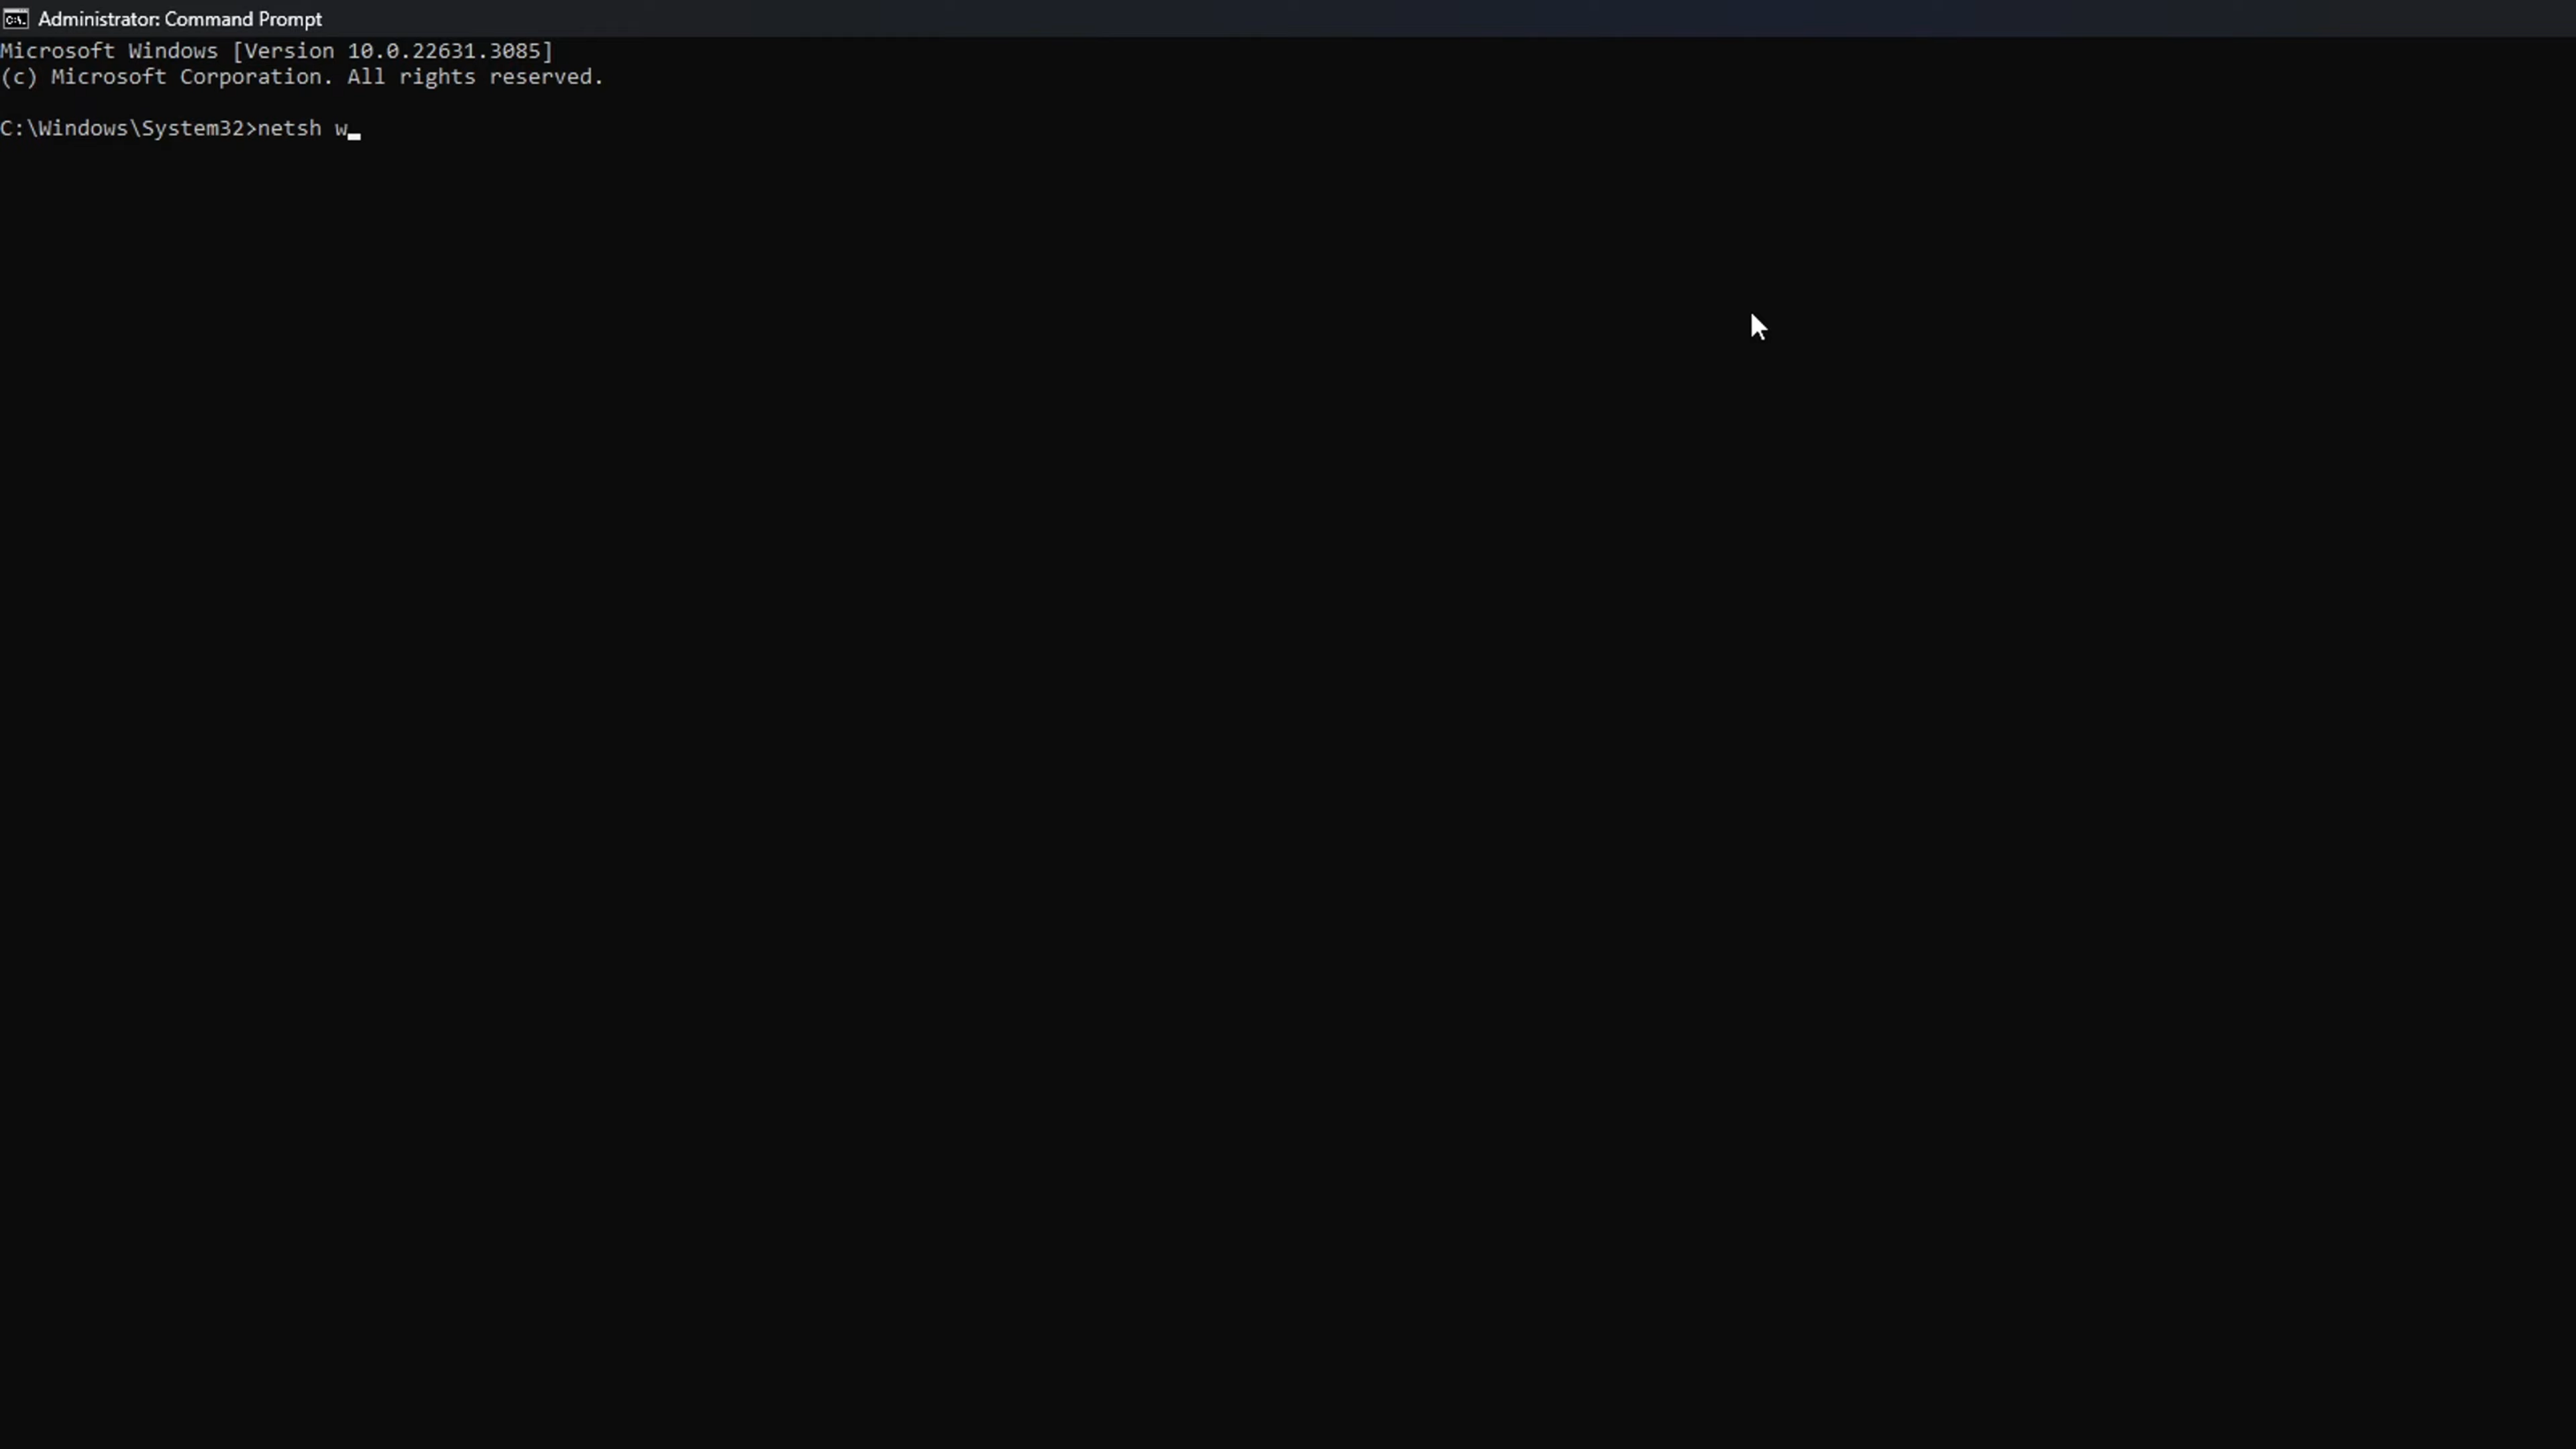 Administrator: Command Prompt
Microsoft Windows [Version 10.0.22631.3085]
(c) Microsoft Corporation. All rights reserved.
C:\Windows\System32>netsh w